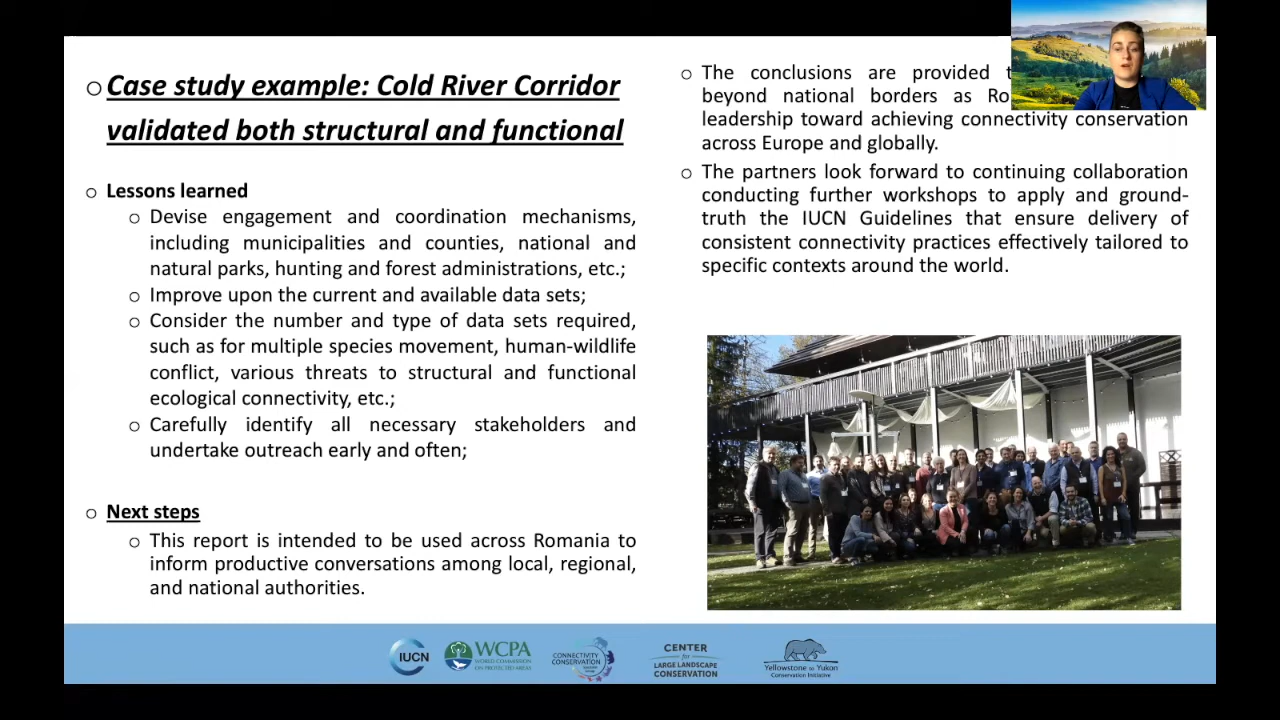 Case study example: Cold River Corridor
validated both structural and functional
Lessons learned
Devise engagement and coordination mechanisms,
including municipalities and counties, national and
natural parks, hunting and forest administrations, etc.;
Improve upon the current and available data sets;
Consider the number and type of data sets required,
such as for multiple species movement, human-wildlife
conflict, various threats to structural and functional
ecological connectivity, etc.;
Carefully identify all necessary stakeholders and
undertake outreach early and often;
Next steps
This report is intended to be used across Romania to
inform productive conversations among local, regional,
and national authorities.
The conclusions are provided
beyond national borders as
leadership toward achieving connectivity conservation
across Europe and globally.
The partners look forward to continuing collaboration
conducting further workshops to apply and ground-
truth the IUCN Guidelines that ensure delivery of
consistent connectivity practices effectively tailored to
specific contexts around the world.
IUCN
WCPA
WORLD COMMISSION
ON PROTECTED AREAS
CONNECTIVITY
CONSERVATION
CENTER
for
LARGE LANDSCAPE
CONSERVATION
Yellowstone to Yukon
Conservation Initiative